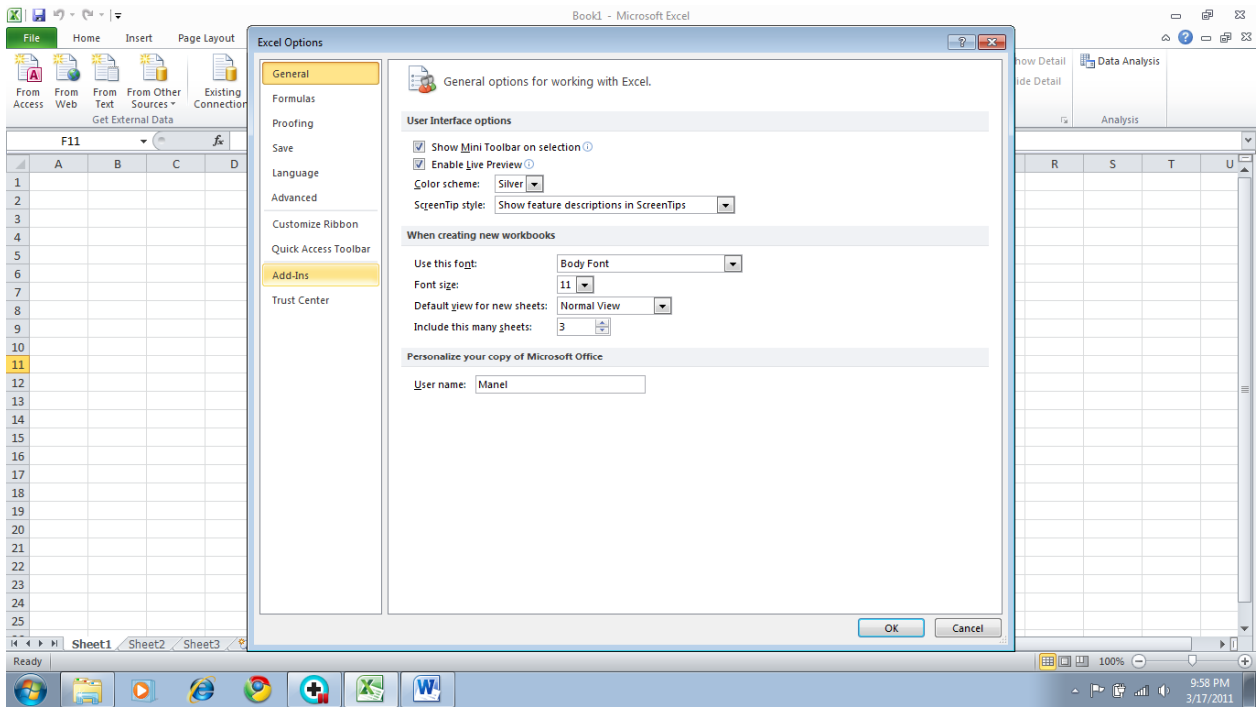 Book1 - Microsoft Excel
File Home Insert Page Layout
From Access
From Web
From Text
From Other Sources
Existing Connection
Get External Data
how Detail
ide Detail
Data Analysis
Analysis
F11
fx
A B C D R S T U
1
2
3
4
5
6
7
8
9
10
11
12
13
14
15
16
17
18
19
20
21
22
23
24
25
Excel Options
General
Formulas
Proofing
Save
Language
Advanced
Customize Ribbon
Quick Access Toolbar
Add-Ins
Trust Center
General options for working with Excel.
User Interface options
Show Mini Toolbar on selection
Enable Live Preview
Color scheme: Silver
ScreenTip style: Show feature descriptions in ScreenTips
When creating new workbooks
Use this font: Body Font
Font size: 11
Default view for new sheets: Normal View
Include this many sheets: 3
Personalize your copy of Microsoft Office
User name: Manel
OK Cancel
Sheet1 Sheet2 Sheet3
Ready
100%
9:58 PM
3/17/2011